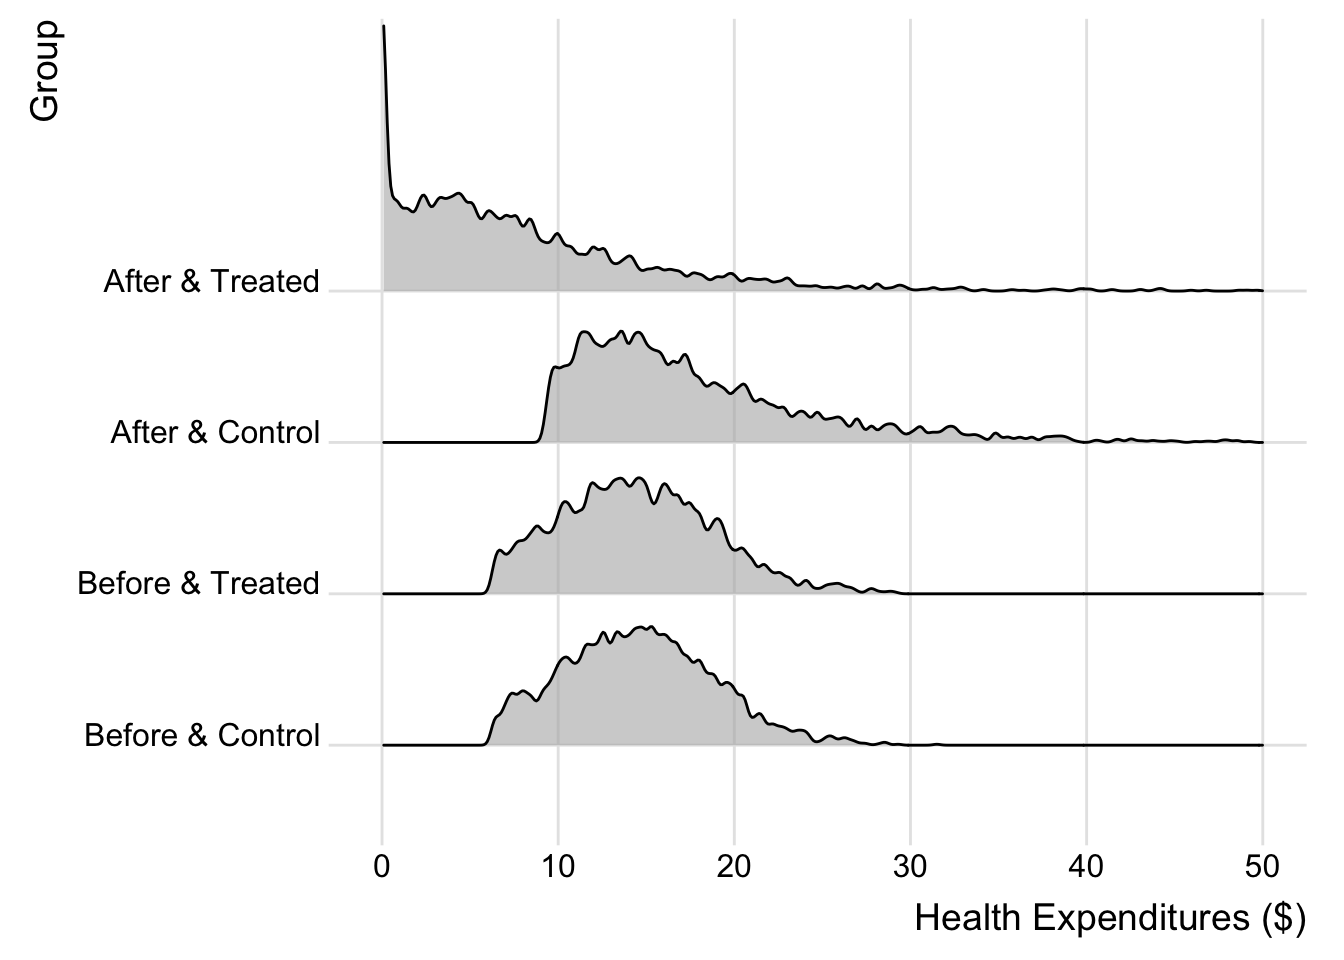 Group
After & Treated
After & Control
Before & Treated
Before & Control
0 10 20 30 40 50
Health Expenditures ($)